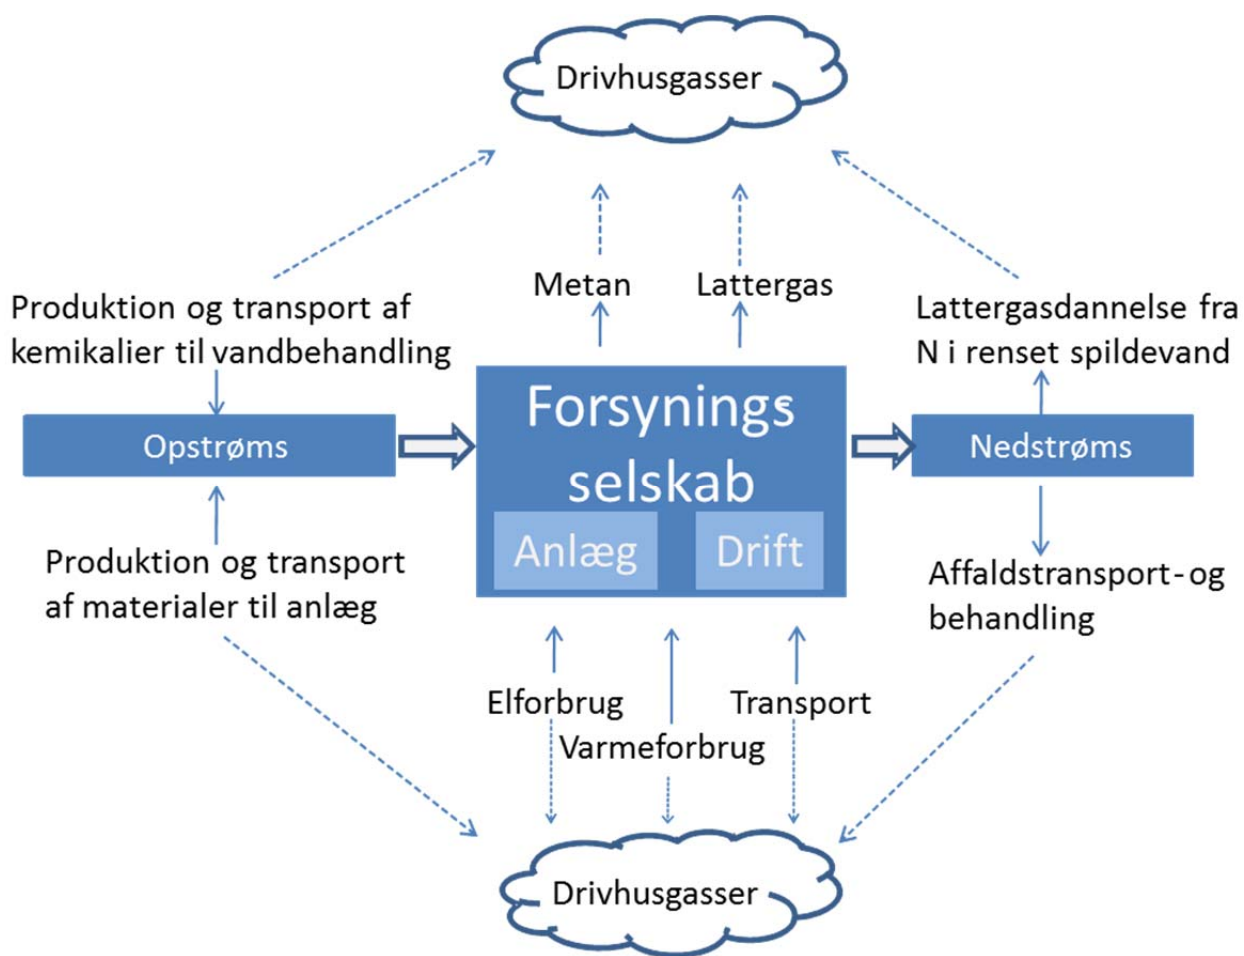 Drivhusgasser
Metan
Lattergas
Produktion og transport af
kemikalier til vandbehandling
Lattergasdannelse fra
N i renset spildevand
Opstrøms
Forsynings
selskab
Anlæg
Drift
Nedstrøms
Produktion og transport
af materialer til anlæg
Affaldstransport-og
behandling
Elforbrug
Transport
Varmeforbrug
Drivhusgasser